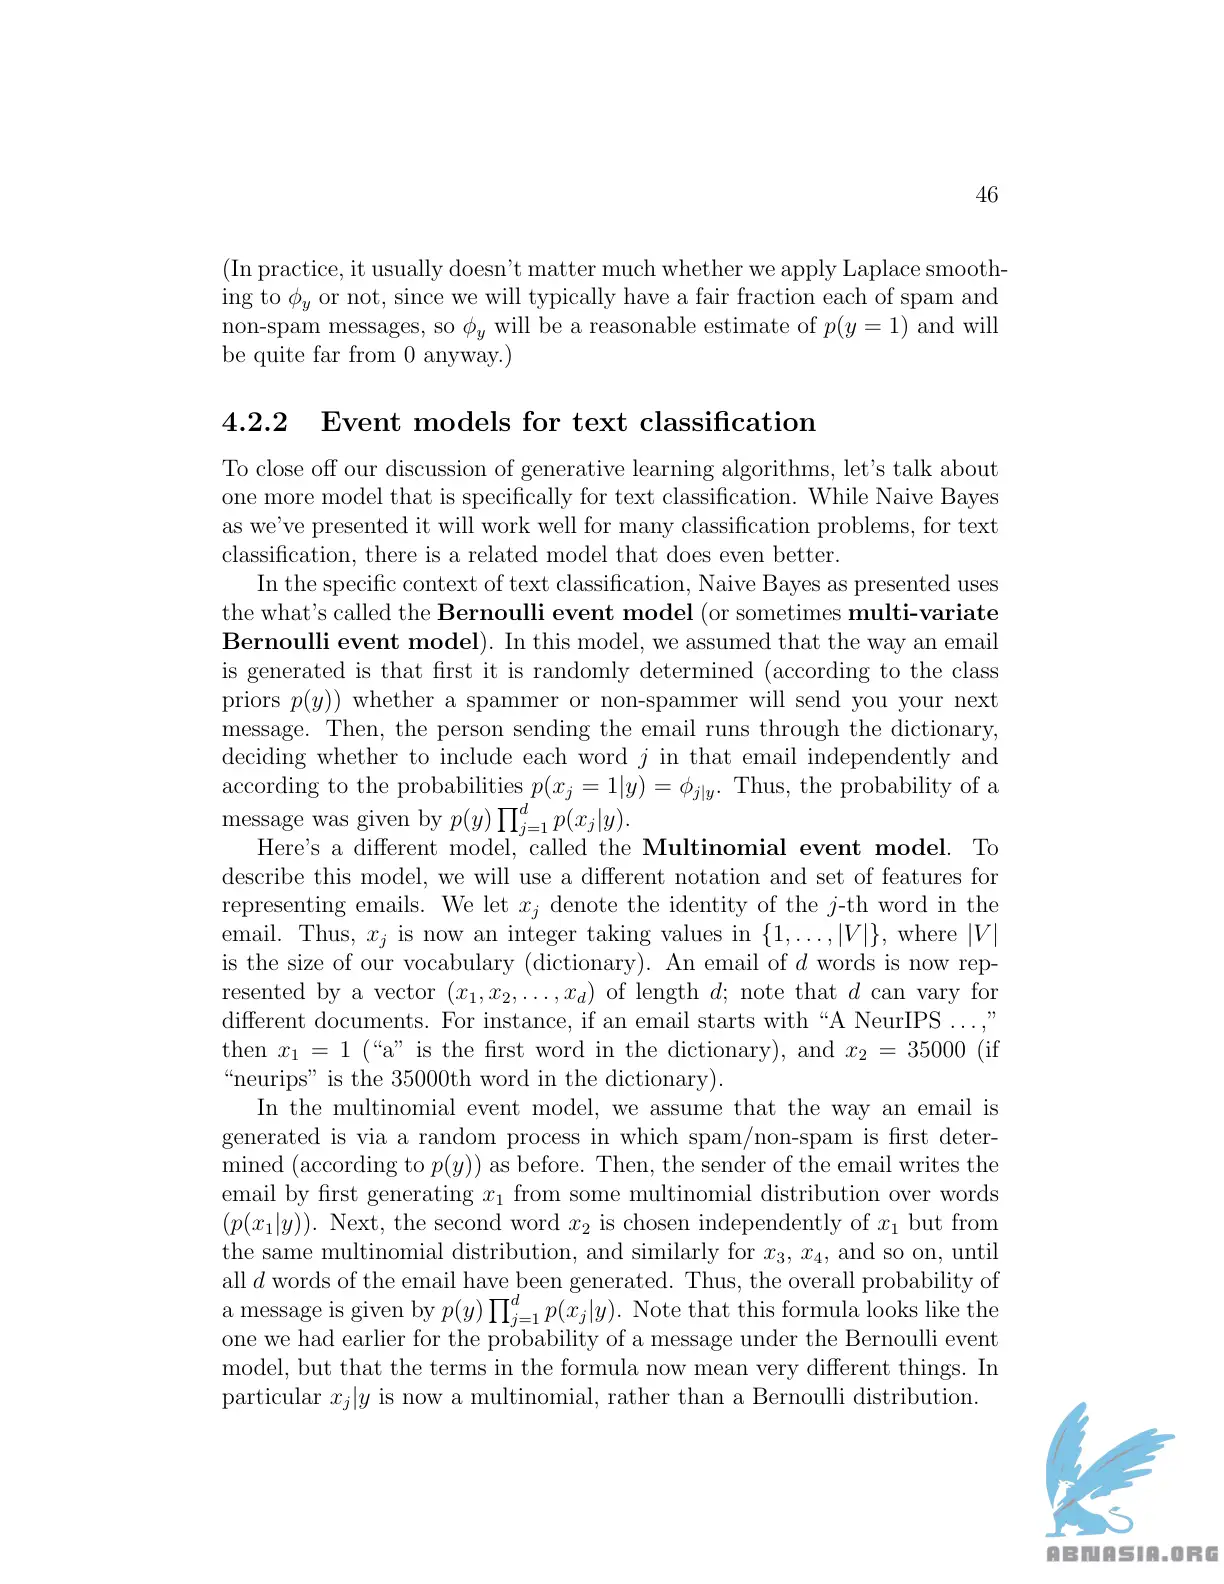 46
(In practice, it usually doesn't matter much whether we apply Laplace smooth-
ing to ϕ_y or not, since we will typically have a fair fraction each of spam and
non-spam messages, so ϕ_y will be a reasonable estimate of p(y = 1) and will
be quite far from 0 anyway.)
4.2.2 Event models for text classification
To close off our discussion of generative learning algorithms, let's talk about
one more model that is specifically for text classification. While Naive Bayes
as we've presented it will work well for many classification problems, for text
classification, there is a related model that does even better.
In the specific context of text classification, Naive Bayes as presented uses
the what's called the Bernoulli event model (or sometimes multi-variate
Bernoulli event model). In this model, we assumed that the way an email
is generated is that first it is randomly determined (according to the class
priors p(y)) whether a spammer or non-spammer will send you your next
message. Then, the person sending the email runs through the dictionary,
deciding whether to include each word j in that email independently and
according to the probabilities p(x_j = 1|y) = ϕ_{j|y}. Thus, the probability of a
message was given by p(y) ∏_{j=1}^d p(x_j|y).
Here's a different model, called the Multinomial event model. To
describe this model, we will use a different notation and set of features for
representing emails. We let x_j denote the identity of the j-th word in the
email. Thus, x_j is now an integer taking values in {1, . . . , |V|}, where |V|
is the size of our vocabulary (dictionary). An email of d words is now rep-
resented by a vector (x_1, x_2, . . . , x_d) of length d; note that d can vary for
different documents. For instance, if an email starts with “A NeurIPS . . . ,”
then x_1 = 1 (“a” is the first word in the dictionary), and x_2 = 35000 (if
“neurips” is the 35000th word in the dictionary).
In the multinomial event model, we assume that the way an email is
generated is via a random process in which spam/non-spam is first deter-
mined (according to p(y)) as before. Then, the sender of the email writes the
email by first generating x_1 from some multinomial distribution over words
(p(x_1|y)). Next, the second word x_2 is chosen independently of x_1 but from
the same multinomial distribution, and similarly for x_3, x_4, and so on, until
all d words of the email have been generated. Thus, the overall probability of
a message is given by p(y) ∏_{j=1}^d p(x_j|y). Note that this formula looks like the
one we had earlier for the probability of a message under the Bernoulli event
model, but that the terms in the formula now mean very different things. In
particular x_j|y is now a multinomial, rather than a Bernoulli distribution.
ABNASIA.ORG